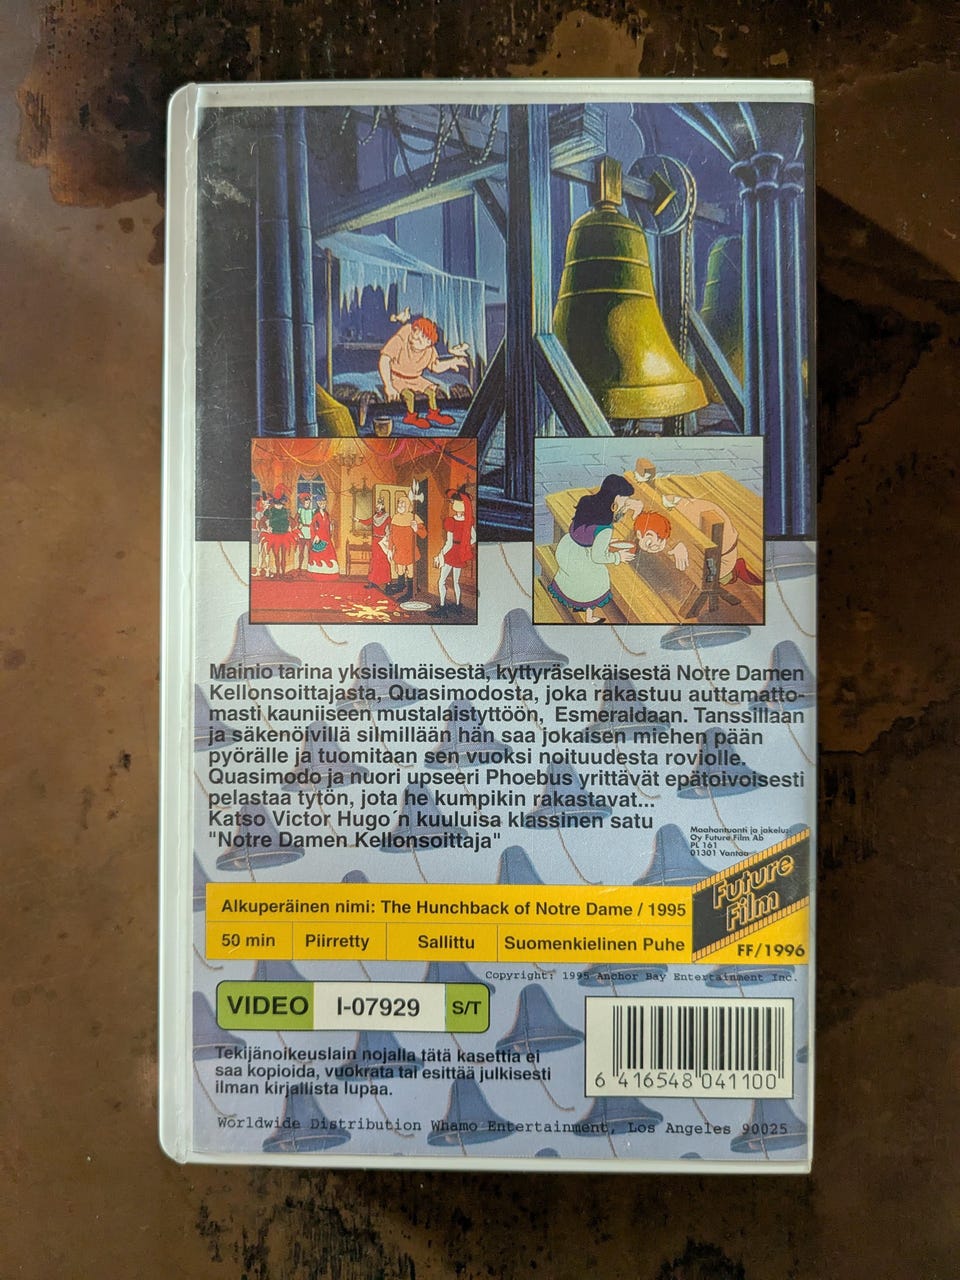 Mainio tarina yksisilmäisestä, kyttyräselkäisestä Notre Damen
Kellonsoittajasta, Quasimodosta, joka rakastuu auttamatto-
masti kauniiseen mustalaistyttöön, Esmeraldaan. Tanssillaan
ja säkenöivillä silmillään hän saa jokaisen miehen pään
pyörälle ja tuomitaan sen vuoksi noituudesta roviolle.
Quasimodo ja nuori upseeri Phoebus yrittävät epätoivoisesti
pelastaa tytön, jota he kumpikin rakastavat...
Katso Victor Hugo´n kuuluisa klassinen satu
"Notre Damen Kellonsoittaja"
Maahantuonti ja jakelu:
Oy Future Film Ab
PL 161
01301 Vantaa
Future
Film
FF/1996
Alkuperäinen nimi: The Hunchback of Notre Dame / 1995
50 min Piirretty Sallittu Suomenkielinen Puhe
Copyright: 1995 Anchor Bay Entertainment Inc.
VIDEO I-07929 S/T
Tekijänoikeuslain nojalla tätä kasettia ei
saa kopioida, vuokrata tai esittää julkisesti
ilman kirjallista lupaa.
6 416548 041100
Worldwide Distribution Whamo Entertainment, Los Angeles 90025